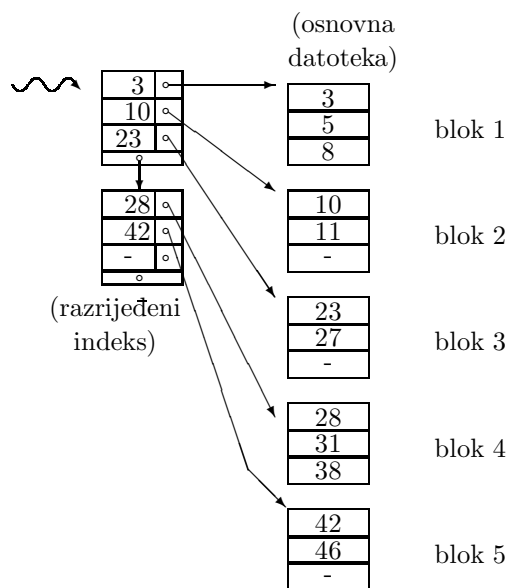 (osnovna
datoteka)
3
10
23
28
42
-
(razrijeđeni
indeks)
3
5
8
blok 1
10
11
-
blok 2
23
27
-
blok 3
28
31
38
blok 4
42
46
-
blok 5